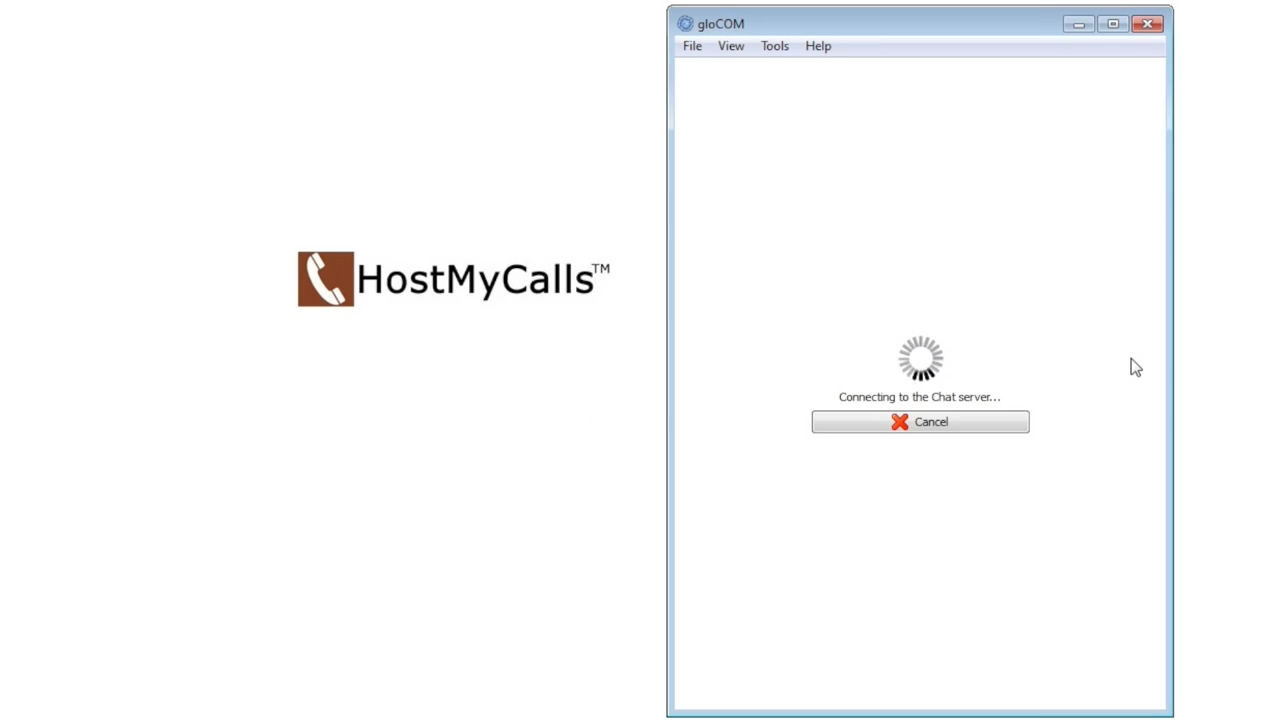 gloCOM
File View Tools Help
HostMyCalls™
Connecting to the Chat server...
Cancel